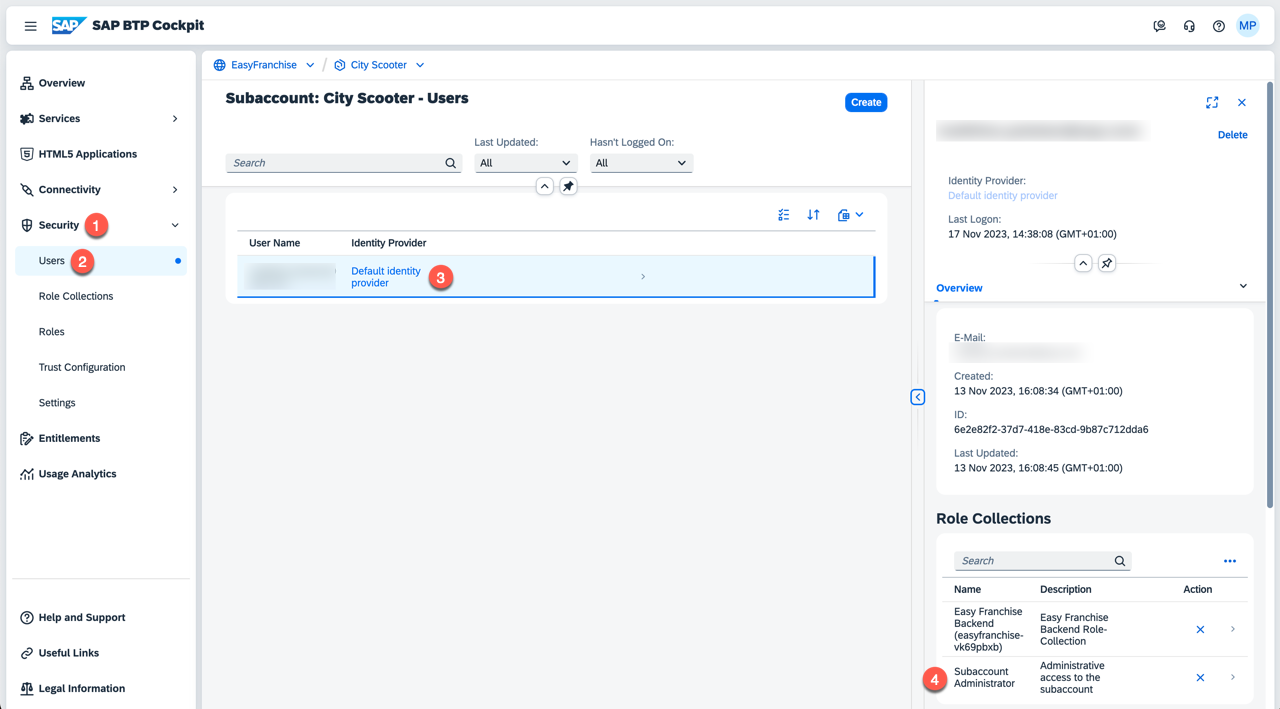 SAP SAP BTP Cockpit
MP
Overview
Services
HTML5 Applications
Connectivity
Security 1
Users 2
Role Collections
Roles
Trust Configuration
Settings
Entitlements
Usage Analytics
Help and Support
Useful Links
Legal Information
EasyFranchise / City Scooter
Subaccount: City Scooter - Users
Create
Last Updated:
Hasn't Logged On:
Search
All
All
User Name
Identity Provider
Default identity
provider
3
Delete
Identity Provider:
Default identity provider
Last Logon:
17 Nov 2023, 14:38:08 (GMT+01:00)
Overview
E-Mail:
Created:
13 Nov 2023, 16:08:34 (GMT+01:00)
ID:
6e2e82f2-37d7-418e-83cd-9b87c712dda6
Last Updated:
13 Nov 2023, 16:08:45 (GMT+01:00)
Role Collections
Search
Name
Description
Action
Easy Franchise
Backend
(easyfranchise-
vk69pbxb)
Easy Franchise
Backend Role-
Collection
4
Subaccount
Administrator
Administrative
access to the
subaccount